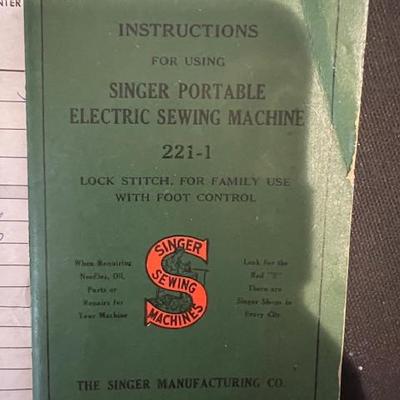 NTER
INSTRUCTIONS
FOR USING
SINGER PORTABLE
ELECTRIC SEWING MACHINE
221-1
LOCK STITCH, FOR FAMILY USE
WITH FOOT CONTROL
When Requiring
Needles, Oil,
Parts or
Repairs for
Your Machine
SINGER
SEWING
MACHINES
Look for the
Red "S"
There are
Singer Shops in
Every City
THE SINGER MANUFACTURING CO.